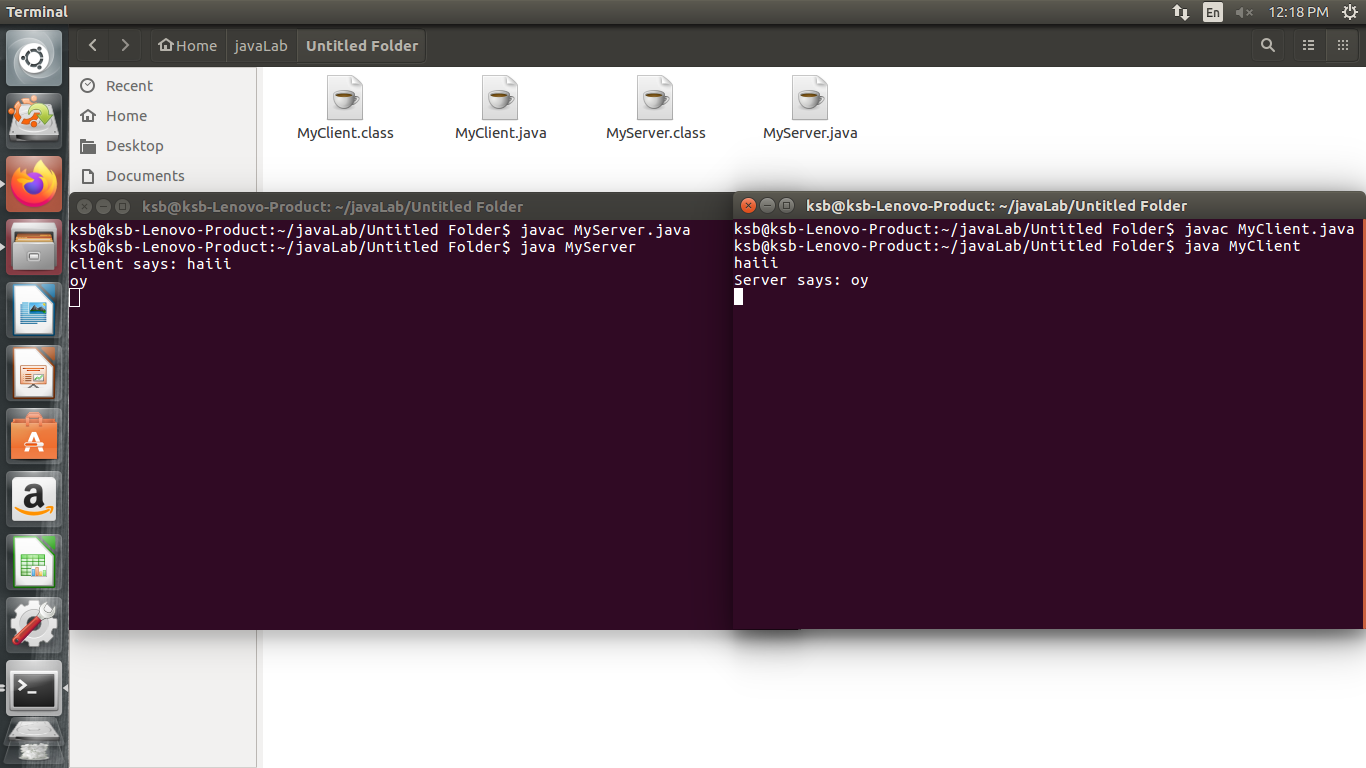 Terminal
En
12:18 PM
Home
javaLab
Untitled Folder
Recent
Home
Desktop
Documents
MyClient.class
MyClient.java
MyServer.class
MyServer.java
ksb@ksb-Lenovo-Product: ~/javaLab/Untitled Folder
ksb@ksb-Lenovo-Product:~/javaLab/Untitled Folder$ javac MyServer.java
ksb@ksb-Lenovo-Product:~/javaLab/Untitled Folder$ java MyServer
client says: haiii
oy
ksb@ksb-Lenovo-Product: ~/javaLab/Untitled Folder
ksb@ksb-Lenovo-Product:~/javaLab/Untitled Folder$ javac MyClient.java
ksb@ksb-Lenovo-Product:~/javaLab/Untitled Folder$ java MyClient
haiii
Server says: oy